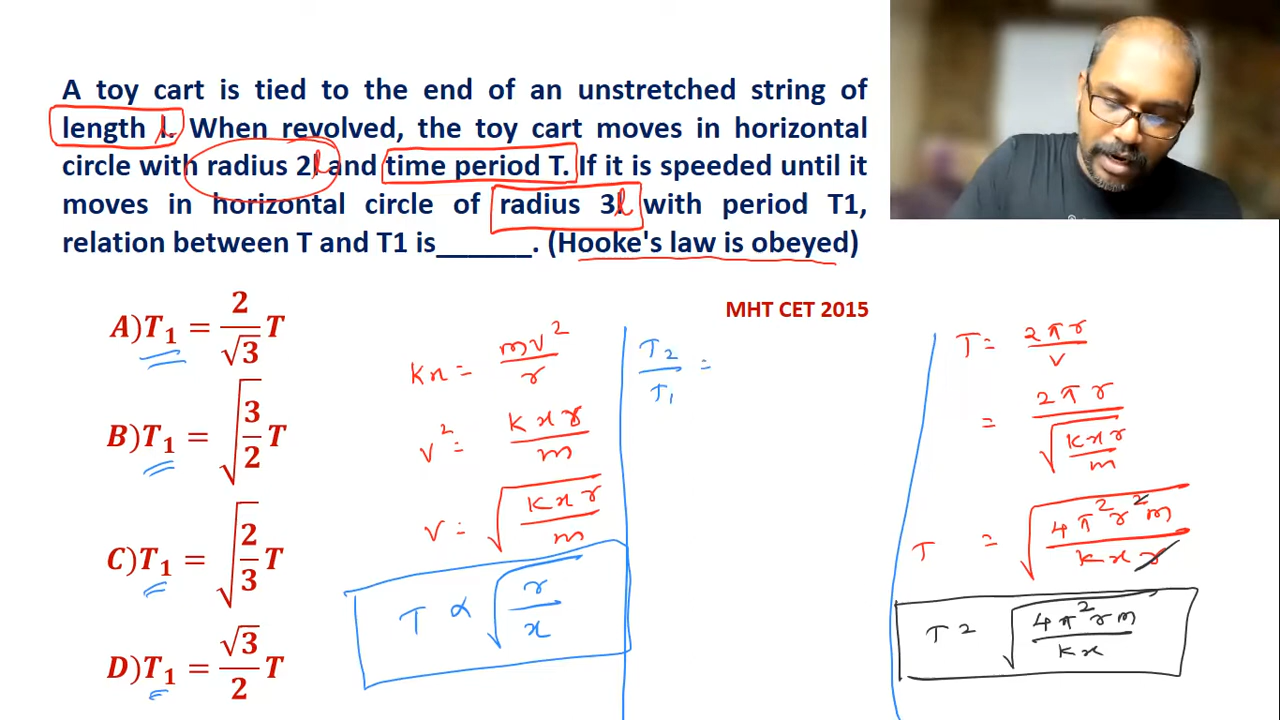 A toy cart is tied to the end of an unstretched string of
length l. When revolved, the toy cart moves in horizontal
circle with radius 2l and time period T. If it is speeded until it
moves in horizontal circle of radius 3l with period T1,
relation between T and T1 is______. (Hooke's law is obeyed)
MHT CET 2015
A) T₁ = 2/√3 T
B) T₁ = √(3/2) T
C) T₁ = √(2/3) T
D) T₁ = √3/2 T
kx = mv²/r
v² = kxr/m
v = √(kxr/m)
T ∝ √(r/x)
T₂/T₁ =
T = 2πr/v
= 2πr/√(kxr/m)
T = √(4π²r²m/kxr)
T = √(4π²rm/kx)